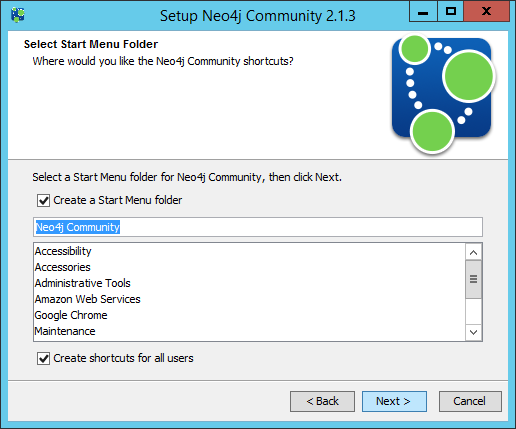 Setup Neo4j Community 2.1.3
Select Start Menu Folder
Where would you like the Neo4j Community shortcuts?
Select a Start Menu folder for Neo4j Community, then click Next.
Create a Start Menu folder
Neo4j Community
Accessibility
Accessories
Administrative Tools
Amazon Web Services
Google Chrome
Maintenance
Create shortcuts for all users
< Back
Next >
Cancel